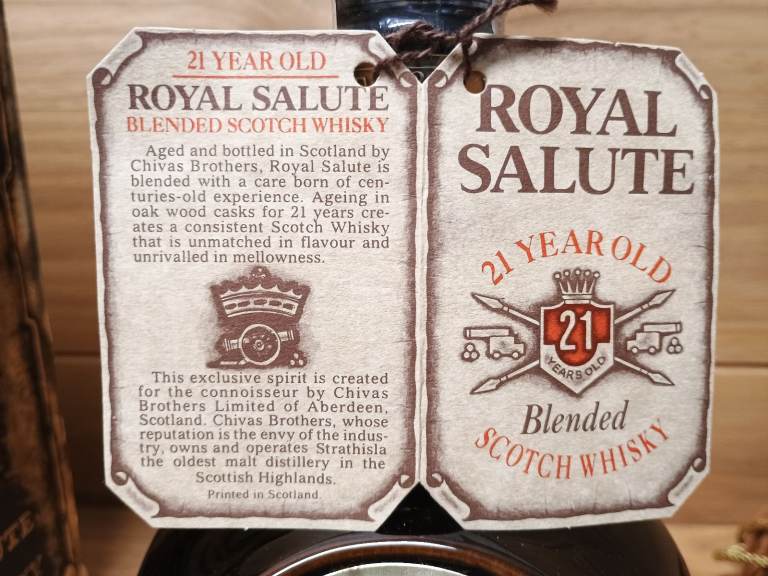 21 YEAR OLD
ROYAL SALUTE
BLENDED SCOTCH WHISKY
Aged and bottled in Scotland by
Chivas Brothers, Royal Salute is
blended with a care born of cen-
turies-old experience. Ageing in
oak wood casks for 21 years cre-
ates a consistent Scotch Whisky
that is unmatched in flavour and
unrivalled in mellowness.
This exclusive spirit is created
for the connoisseur by Chivas
Brothers Limited of Aberdeen,
Scotland. Chivas Brothers, whose
reputation is the envy of the indus-
try, owns and operates Strathisla
the oldest malt distillery in the
Scottish Highlands.
Printed in Scotland.
ROYAL
SALUTE
21 YEAR OLD
21
YEARS OLD
Blended
SCOTCH WHISKY